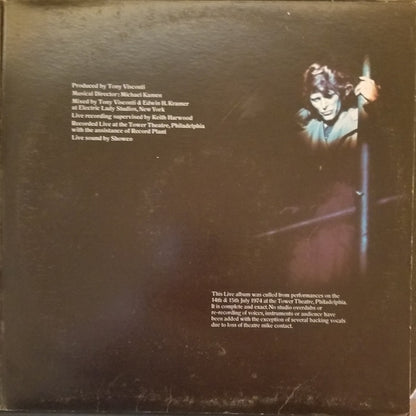 Produced by Tony Visconti
Musical Director: Michael Kamen
Mixed by Tony Visconti & Edwin H. Kramer
at Electric Lady Studios, New York
Live recording supervised by Keith Harwood
Recorded Live at the Tower Theatre, Philadelphia
with the assistance of Record Plant
Live sound by Showco
This Live album was culled from performances on the
14th & 15th July 1974 at the Tower Theatre, Philadelphia.
It is complete and exact. No studio overdubs or
re-recording of voices, instruments or audience have
been added with the exception of several backing vocals
due to loss of theatre mike contact.